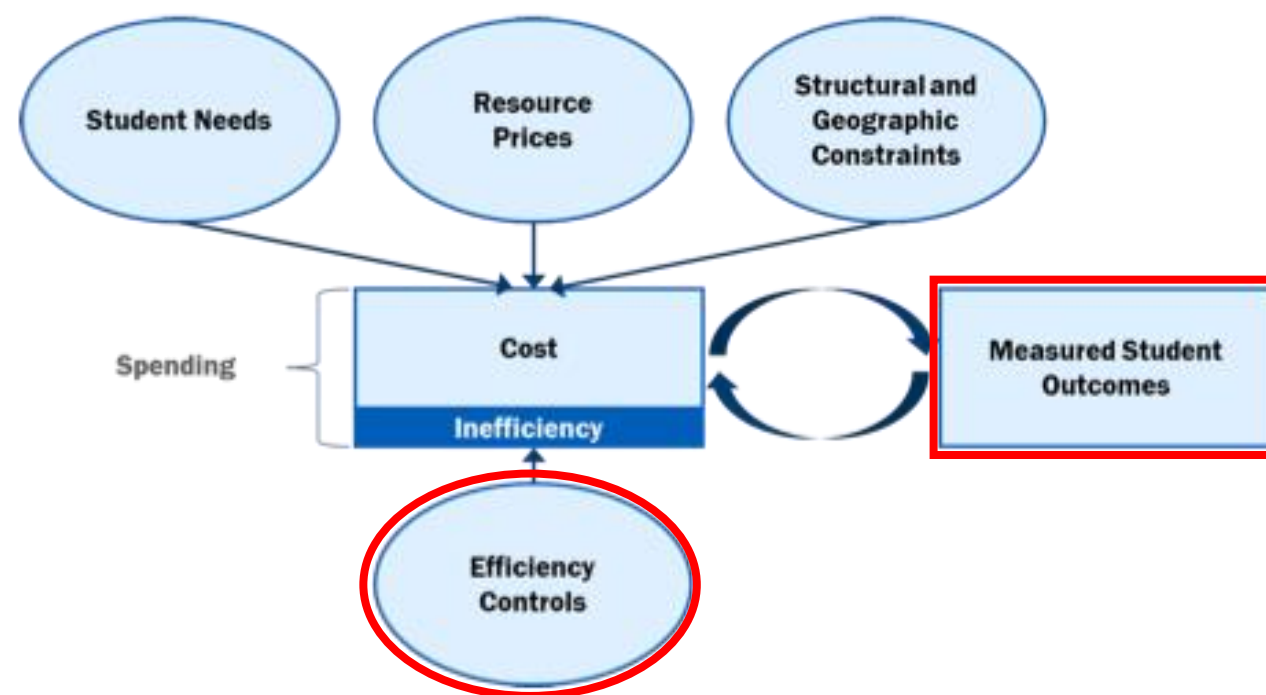 Student Needs
Resource
Prices
Structural and
Geographic
Constraints
Spending
Cost
Inefficiency
Measured Student
Outcomes
Efficiency
Controls